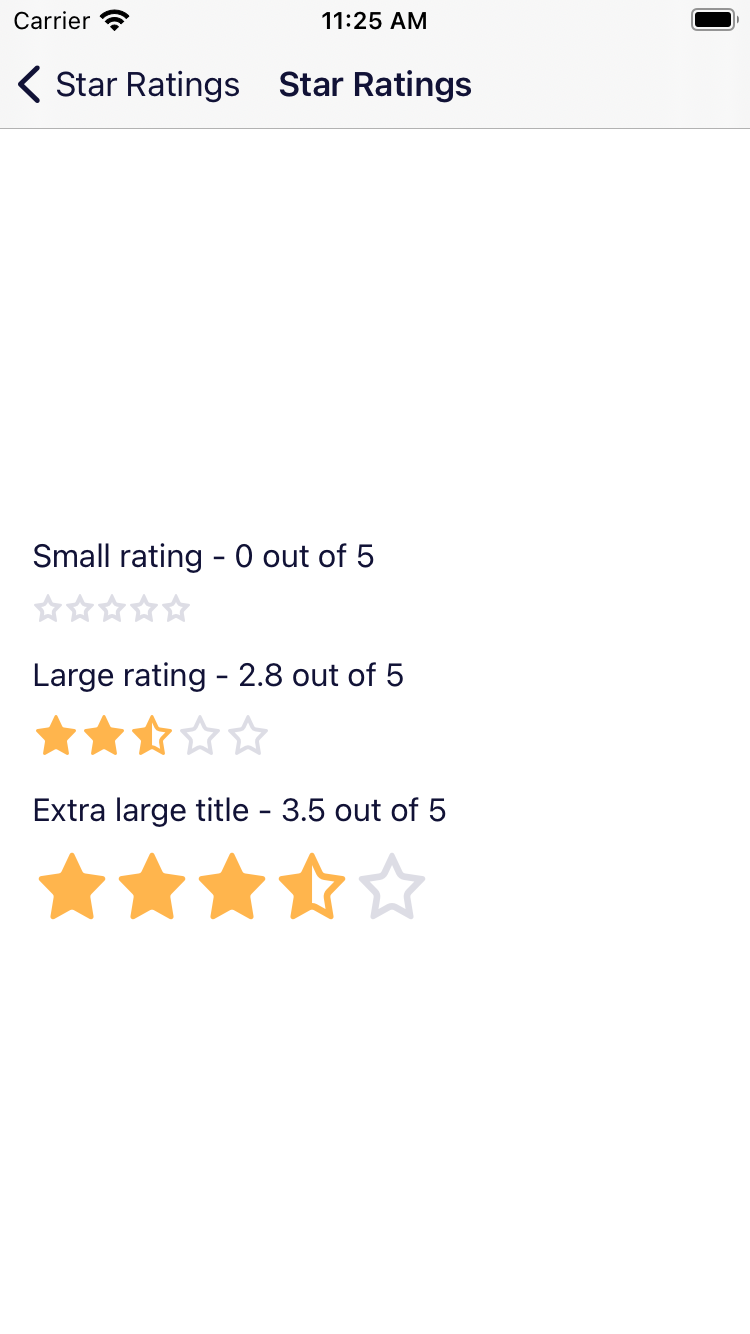 Carrier 11:25 AM
Star Ratings Star Ratings
Small rating - 0 out of 5
Large rating - 2.8 out of 5
Extra large title - 3.5 out of 5